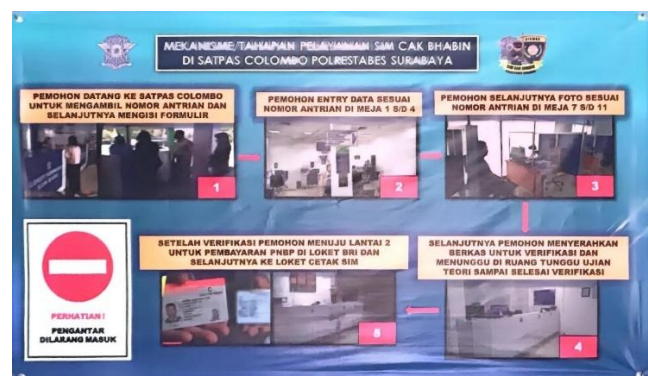 MEKANISME/TAHAPAN PELAYANAN SIM CAK BHABIN
DI SATPAS COLOMBO POLRESTABES SURABAYA
PEMOHON DATANG KE SATPAS COLOMBO
UNTUK MENGAMBIL NOMOR ANTRIAN DAN
SELANJUTNYA MENGISI FORMULIR
1
PEMOHON ENTRY DATA SESUAI
NOMOR ANTRIAN DI MEJA 1 S/D 4
2
PEMOHON SELANJUTNYA FOTO SESUAI
NOMOR ANTRIAN DI MEJA 7 S/D 11
3
SELANJUTNYA PEMOHON MENYERAHKAN
BERKAS UNTUK VERIFIKASI DAN
MENUNGGU DI RUANG TUNGGU UJIAN
TEORI SAMPAI SELESAI VERIFIKASI
4
SETELAH VERIFIKASI PEMOHON MENUJU LANTAI 2
UNTUK PEMBAYARAN PNBP DI LOKET BRI DAN
SELANJUTNYA KE LOKET CETAK SIM
5
PERHATIAN !
PENGANTAR
DILARANG MASUK